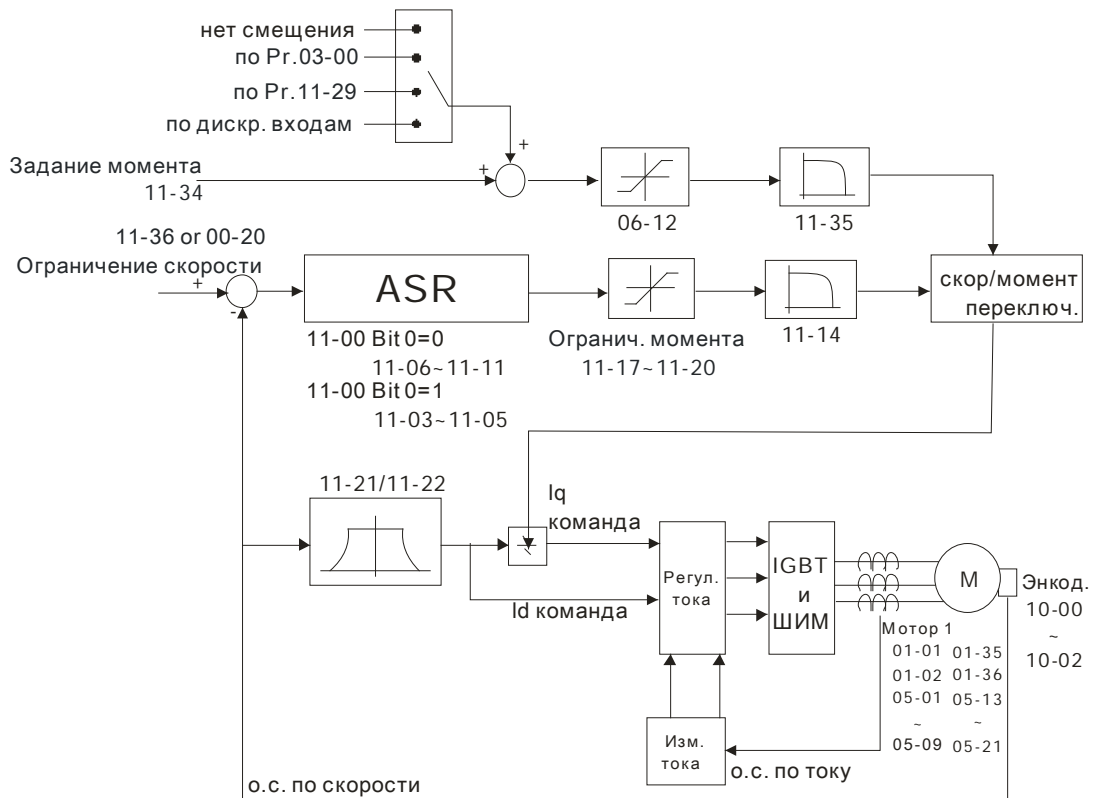 нет смещения
по Pr.03-00
по Pr.11-29
по дискр. входам
Задание момента
11-34
+
+
06-12
11-35
11-36 or 00-20
Ограничение скорости
+
-
ASR
11-00 Bit 0=0
11-06~11-11
11-00 Bit 0=1
11-03~11-05
Огранич. момента
11-17~11-20
11-14
скор/момент
переключ.
11-21/11-22
Iq
команда
Id команда
Регул.
тока
IGBT
и
ШИМ
M
Энкод.
10-00
~
10-02
Мотор 1
01-01 01-35
01-02 01-36
05-01 05-13
~ ~
05-09 05-21
Изм.
тока
о.с. по току
о.с. по скорости